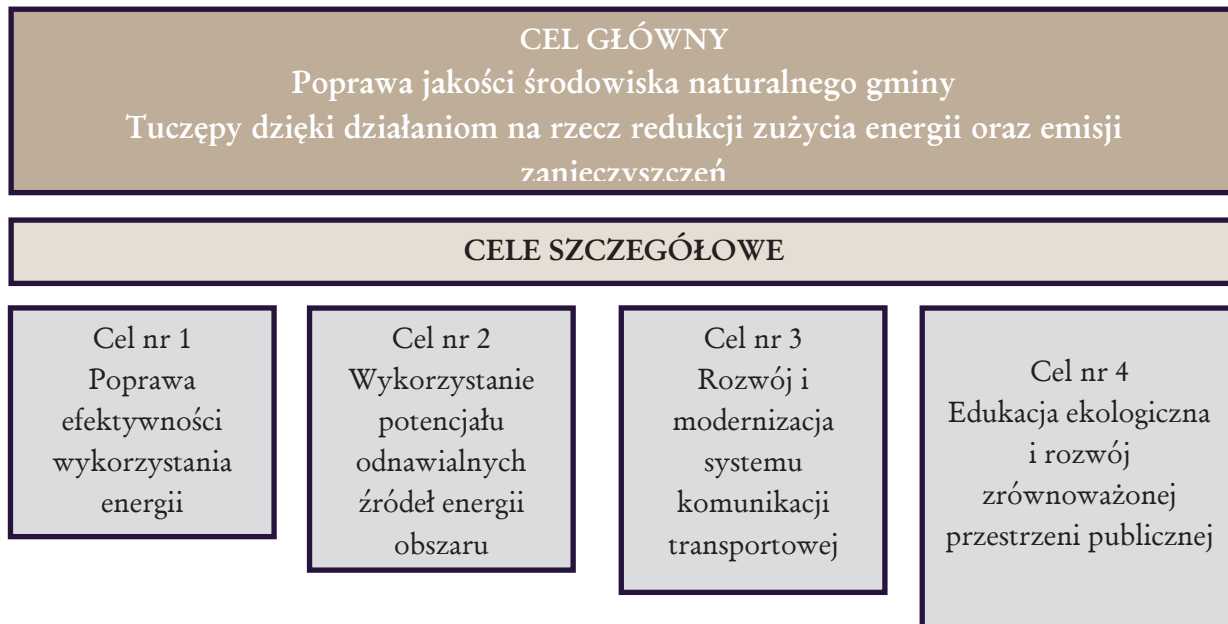 CEL GŁÓWNY
Poprawa jakości środowiska naturalnego gminy
Tuczępy dzięki działaniom na rzecz redukcji zużycia energii oraz emisji
zanieczyszczeń
CELE SZCZEGÓŁOWE
Cel nr 1
Poprawa
efektywności
wykorzystania
energii
Cel nr 2
Wykorzystanie
potencjału
odnawialnych
źródeł energii
obszaru
Cel nr 3
Rozwój i
modernizacja
systemu
komunikacji
transportowej
Cel nr 4
Edukacja ekologiczna
i rozwój
zrównoważonej
przestrzeni publicznej